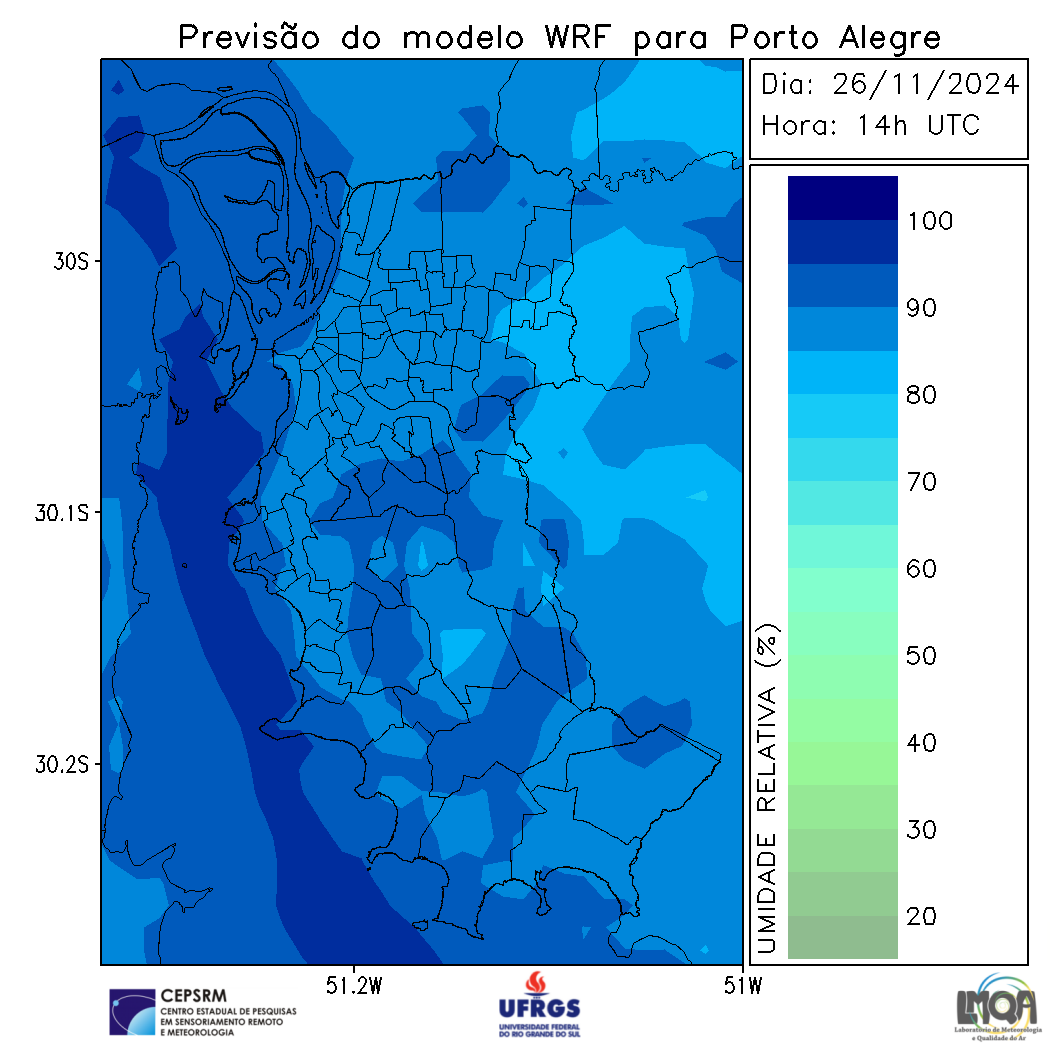 Previsão do modelo WRF para Porto Alegre
Dia: 26/11/2024
Hora: 14h UTC
30S
30.1S
30.2S
51.2W
51W
UMIDADE RELATIVA (%)
100
90
80
70
60
50
40
30
20
CEPSRM
CENTRO ESTADUAL DE PESQUISAS
EM SENSORIAMENTO REMOTO
E METEOROLOGIA
UFRGS
UNIVERSIDADE FEDERAL
DO RIO GRANDE DO SUL
LMQA
Laboratório de Meteorologia
e Qualidade do Ar